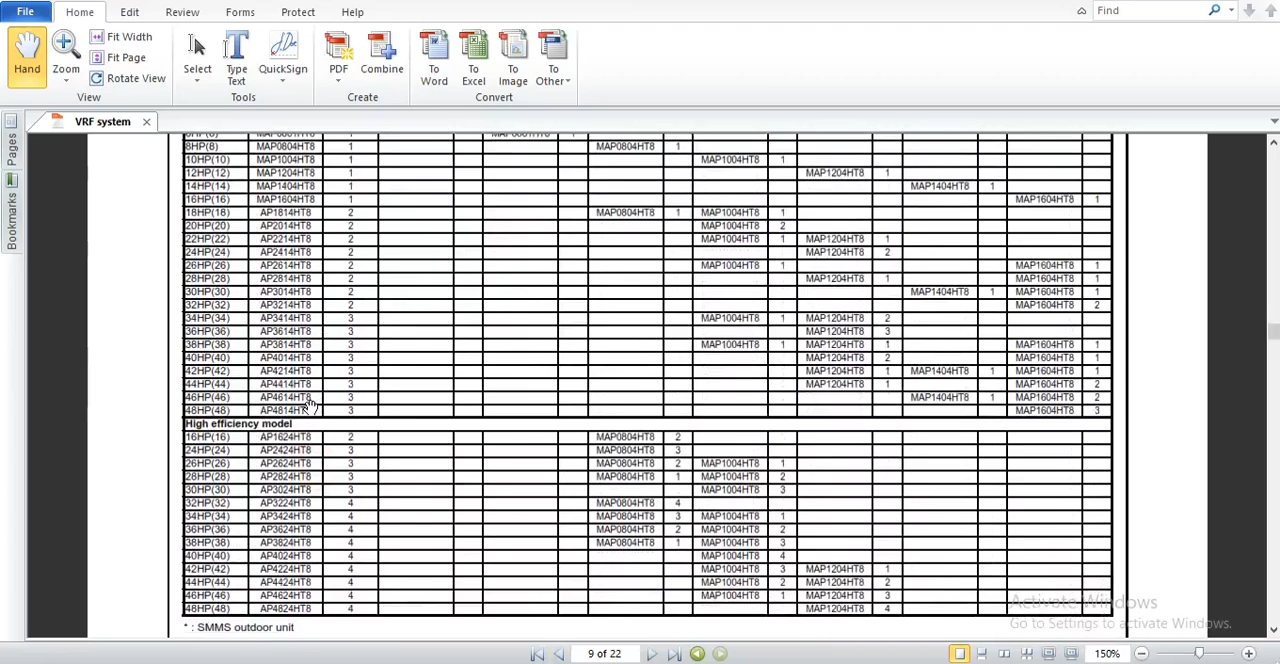 File Home Edit Review Forms Protect Help Find
Hand Zoom Fit Width Fit Page Rotate View Select Type Text QuickSign PDF Combine To Word To Excel To Image To Other
View Tools Create Convert
VRF system
Pages
Bookmarks
8HP(8) MAP0804HT8 1 MAP0804HT8 1
10HP(10) MAP1004HT8 1 MAP1004HT8 1
12HP(12) MAP1204HT8 1 MAP1204HT8 1
14HP(14) MAP1404HT8 1 MAP1404HT8 1
16HP(16) MAP1604HT8 1 MAP1604HT8 1
18HP(18) AP1814HT8 2 MAP0804HT8 1 MAP1004HT8 1
20HP(20) AP2014HT8 2 MAP1004HT8 2
22HP(22) AP2214HT8 2 MAP1004HT8 1 MAP1204HT8 1
24HP(24) AP2414HT8 2 MAP1204HT8 2
26HP(26) AP2614HT8 2 MAP1004HT8 1 MAP1604HT8 1
28HP(28) AP2814HT8 2 MAP1204HT8 1 MAP1604HT8 1
30HP(30) AP3014HT8 2 MAP1404HT8 1 MAP1604HT8 1
32HP(32) AP3214HT8 2 MAP1604HT8 2
34HP(34) AP3414HT8 3 MAP1004HT8 1 MAP1204HT8 2
36HP(36) AP3614HT8 3 MAP1204HT8 3
38HP(38) AP3814HT8 3 MAP1004HT8 1 MAP1204HT8 1 MAP1604HT8 1
40HP(40) AP4014HT8 3 MAP1204HT8 2 MAP1604HT8 1
42HP(42) AP4214HT8 3 MAP1204HT8 1 MAP1404HT8 1 MAP1604HT8 1
44HP(44) AP4414HT8 3 MAP1204HT8 1 MAP1604HT8 2
46HP(46) AP4614HT8 3 MAP1404HT8 1 MAP1604HT8 2
48HP(48) AP4814HT8 3 MAP1604HT8 3
High efficiency model
16HP(16) AP1624HT8 2 MAP0804HT8 2
24HP(24) AP2424HT8 3 MAP0804HT8 3
26HP(26) AP2624HT8 3 MAP0804HT8 2 MAP1004HT8 1
28HP(28) AP2824HT8 3 MAP0804HT8 1 MAP1004HT8 2
30HP(30) AP3024HT8 3 MAP1004HT8 3
32HP(32) AP3224HT8 4 MAP0804HT8 4
34HP(34) AP3424HT8 4 MAP0804HT8 3 MAP1004HT8 1
36HP(36) AP3624HT8 4 MAP0804HT8 2 MAP1004HT8 2
38HP(38) AP3824HT8 4 MAP0804HT8 1 MAP1004HT8 3
40HP(40) AP4024HT8 4 MAP1004HT8 4
42HP(42) AP4224HT8 4 MAP1004HT8 3 MAP1204HT8 1
44HP(44) AP4424HT8 4 MAP1004HT8 2 MAP1204HT8 2
46HP(46) AP4624HT8 4 MAP1004HT8 1 MAP1204HT8 3
48HP(48) AP4824HT8 4 MAP1204HT8 4
* : SMMS outdoor unit
Activate Windows
Go to Settings to activate Windows.
9 of 22 150%